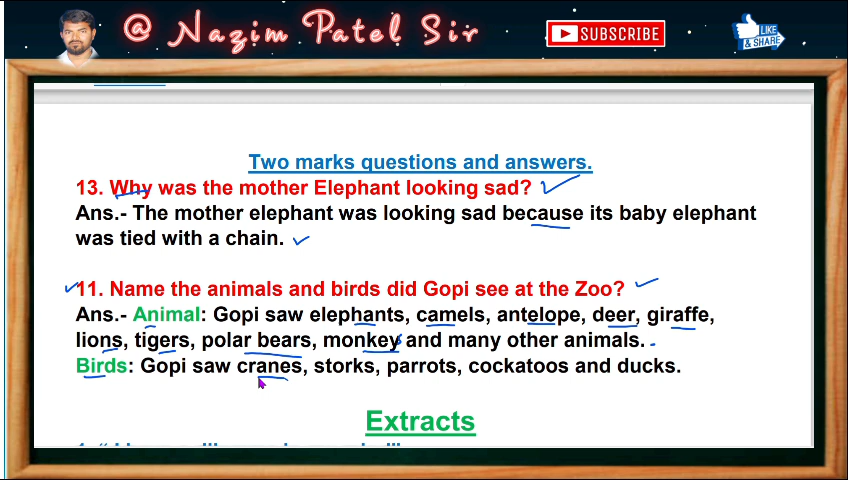 @ Nazim Patel Sir
SUBSCRIBE
LIKE
& SHARE
Two marks questions and answers.
13. Why was the mother Elephant looking sad?
Ans.- The mother elephant was looking sad because its baby elephant
was tied with a chain.
11. Name the animals and birds did Gopi see at the Zoo?
Ans.- Animal: Gopi saw elephants, camels, antelope, deer, giraffe,
lions, tigers, polar bears, monkey and many other animals.
Birds: Gopi saw cranes, storks, parrots, cockatoos and ducks.
Extracts